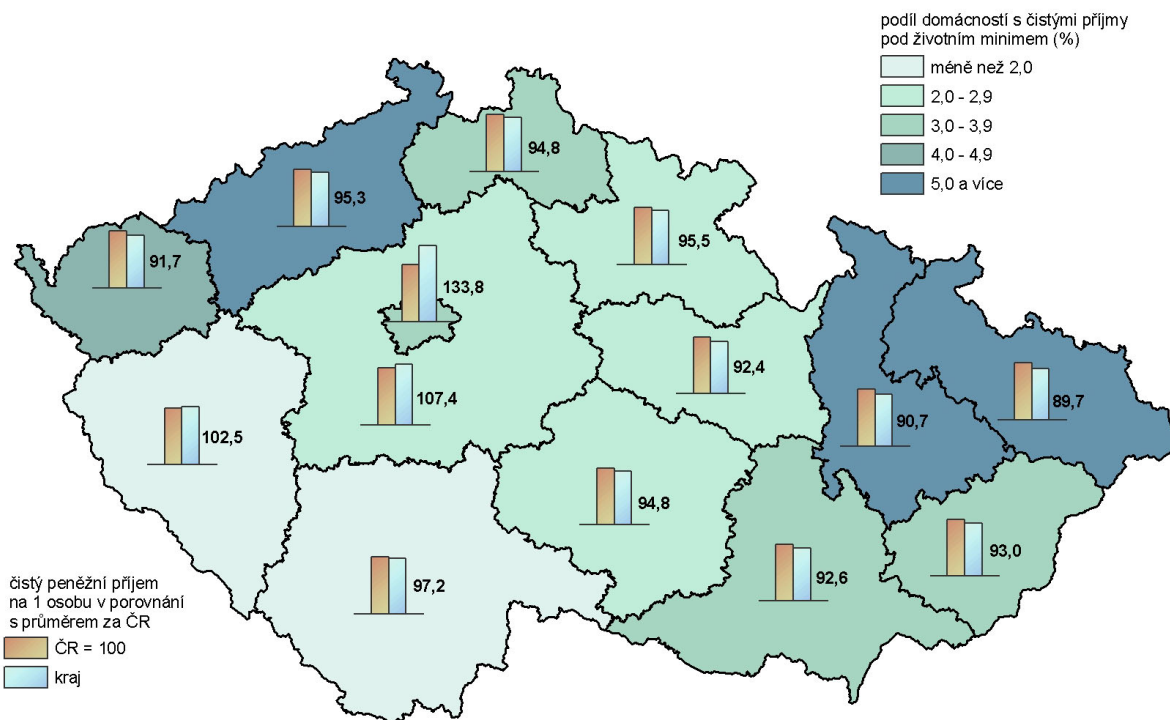 podíl domácností s čistými příjmy
pod životním minimem (%)
méně než 2,0
2,0 - 2,9
3,0 - 3,9
4,0 - 4,9
5,0 a více
94,8
95,3
95,5
91,7
133,8
92,4
107,4
89,7
90,7
102,5
94,8
93,0
97,2
92,6
čistý peněžní příjem
na 1 osobu v porovnání
s průměrem za ČR
ČR = 100
kraj